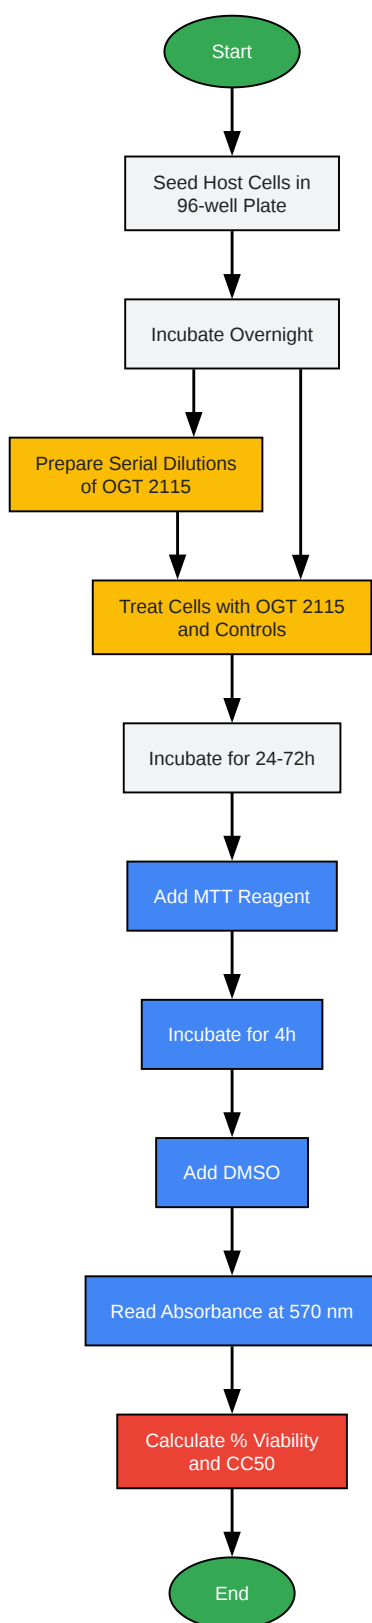 Start
Seed Host Cells in
96-well Plate
Incubate Overnight
Prepare Serial Dilutions
of OGT 2115
Treat Cells with OGT 2115
and Controls
Incubate for 24-72h
Add MTT Reagent
Incubate for 4h
Add DMSO
Read Absorbance at 570 nm
Calculate % Viability
and CC50
End